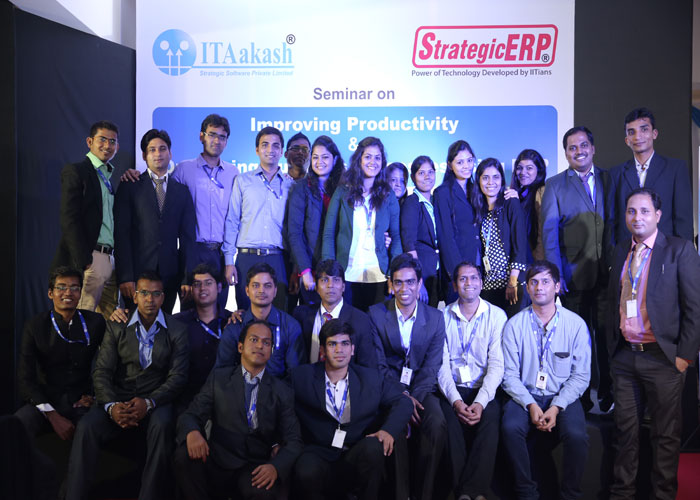 ITAakash®
Strategic Software Private Limited
StrategicERP®
Power of Technology Developed by IITians
Seminar on
Improving Productivity
&